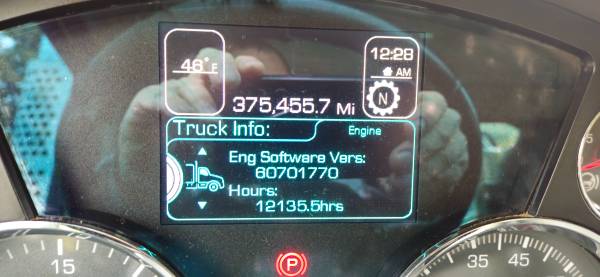 46°F
12:28
AM
N
375,455.7 Mi
Truck Info:
Engine
Eng Software Vers:
60701770
Hours:
12135.5hrs
P
15
35
45